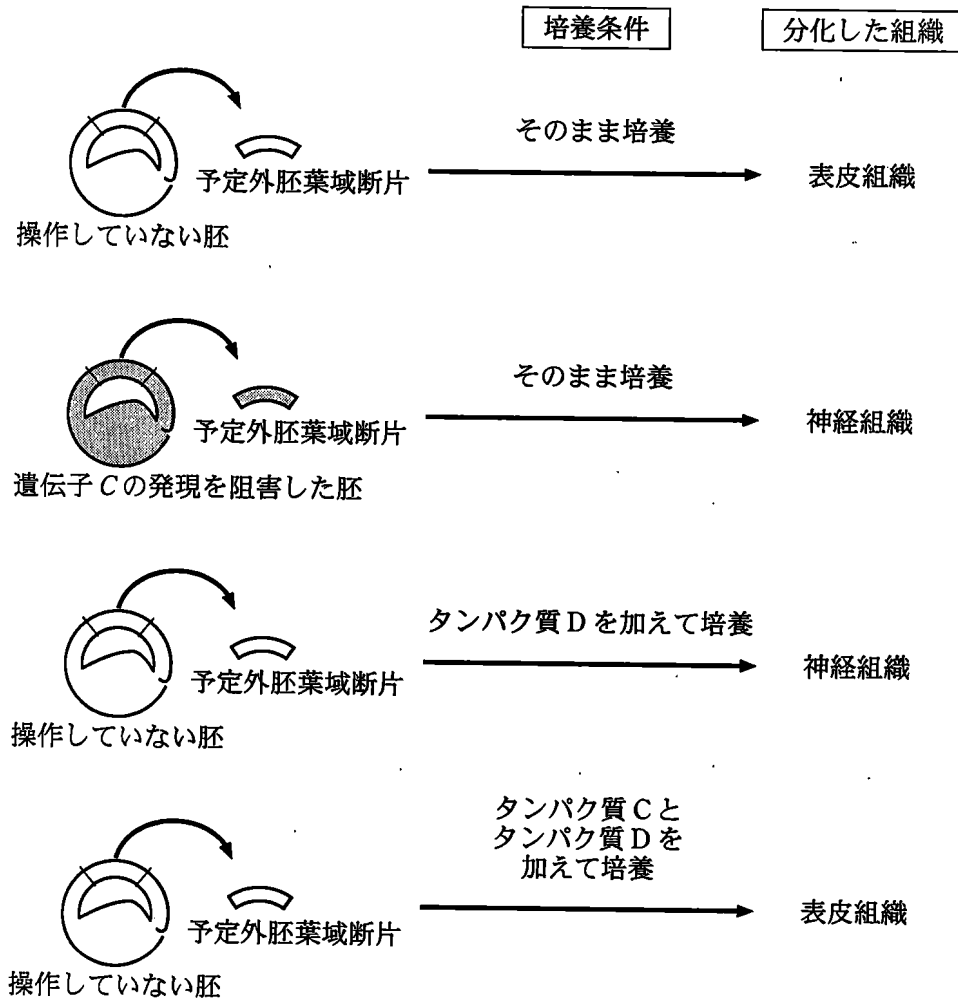 培養条件
分化した組織
そのまま培養
予定外胚葉域断片
表皮組織
操作していない胚
そのまま培養
予定外胚葉域断片
神経組織
遺伝子Cの発現を阻害した胚
タンパク質Dを加えて培養
予定外胚葉域断片
神経組織
操作していない胚
タンパク質Cと
タンパク質Dを
加えて培養
予定外胚葉域断片
表皮組織
操作していない胚